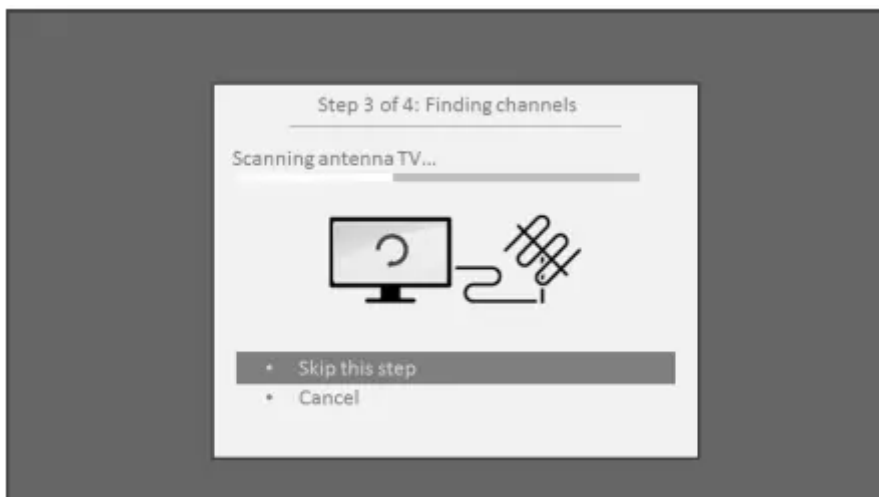 Step 3 of 4: Finding channels
Scanning antenna TV...
• Skip this step
• Cancel